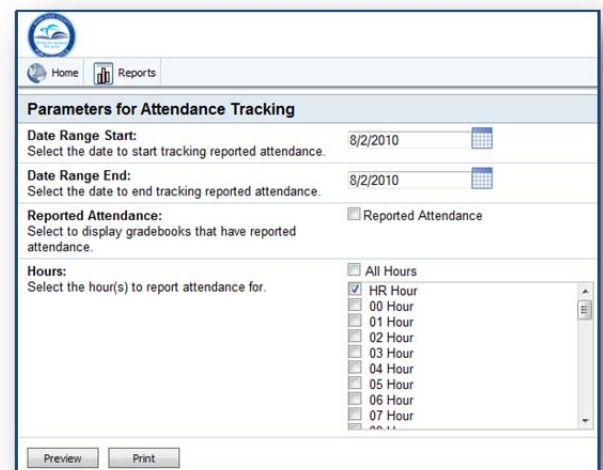 Home Reports
Parameters for Attendance Tracking
Date Range Start:
Select the date to start tracking reported attendance.
8/2/2010
Date Range End:
Select the date to end tracking reported attendance.
8/2/2010
Reported Attendance:
Select to display gradebooks that have reported
attendance.
Reported Attendance
Hours:
Select the hour(s) to report attendance for.
All Hours
HR Hour
00 Hour
01 Hour
02 Hour
03 Hour
04 Hour
05 Hour
06 Hour
07 Hour
Preview Print